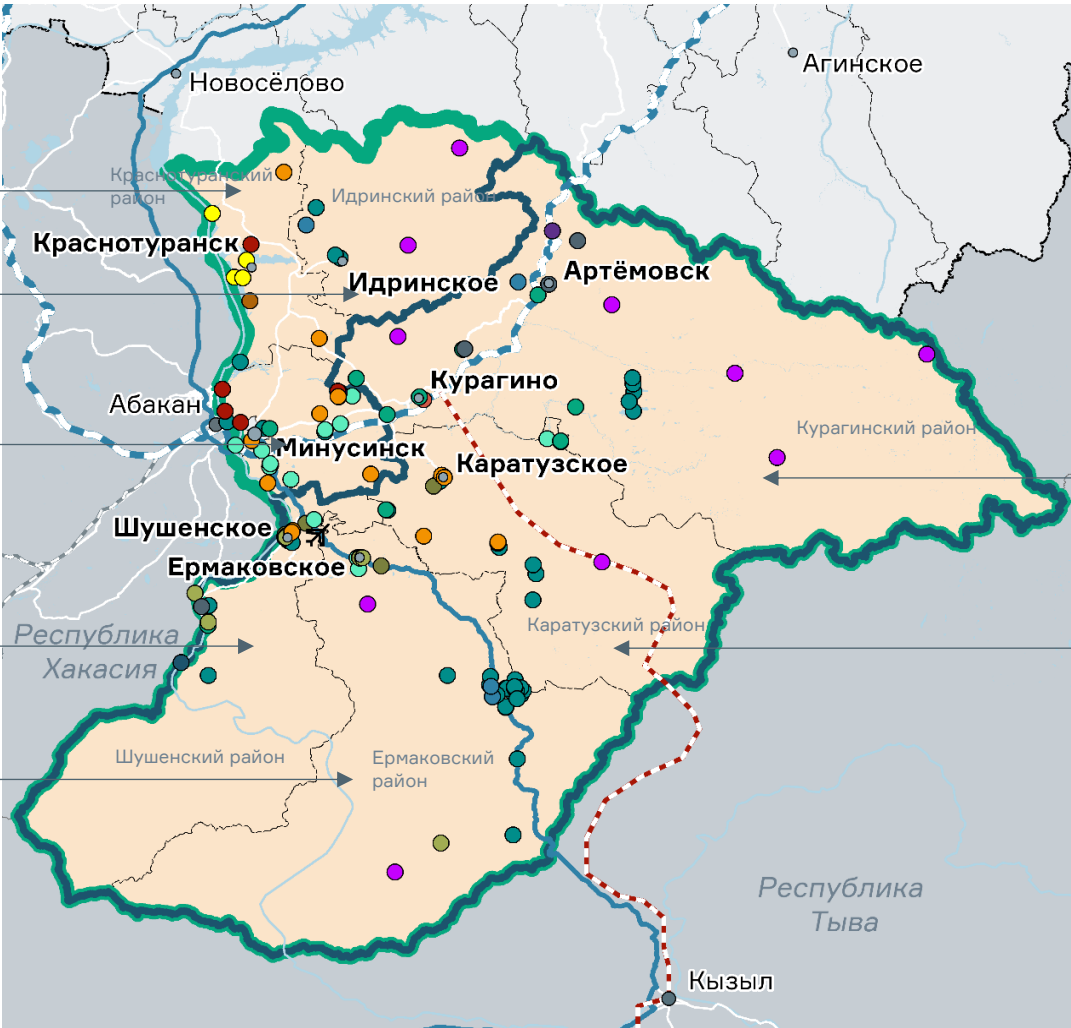 Агинское
Новосёлово
Краснотуранский
район
Идринский район
Краснотуранск
Артёмовск
Идринское
Курагино
Абакан
Курагинский район
Минусинск
Каратузское
Шушенское
Ермаковское
Каратузский район
Республика
Хакасия
Шушенский район
Ермаковский
район
Республика
Тыва
Кызыл